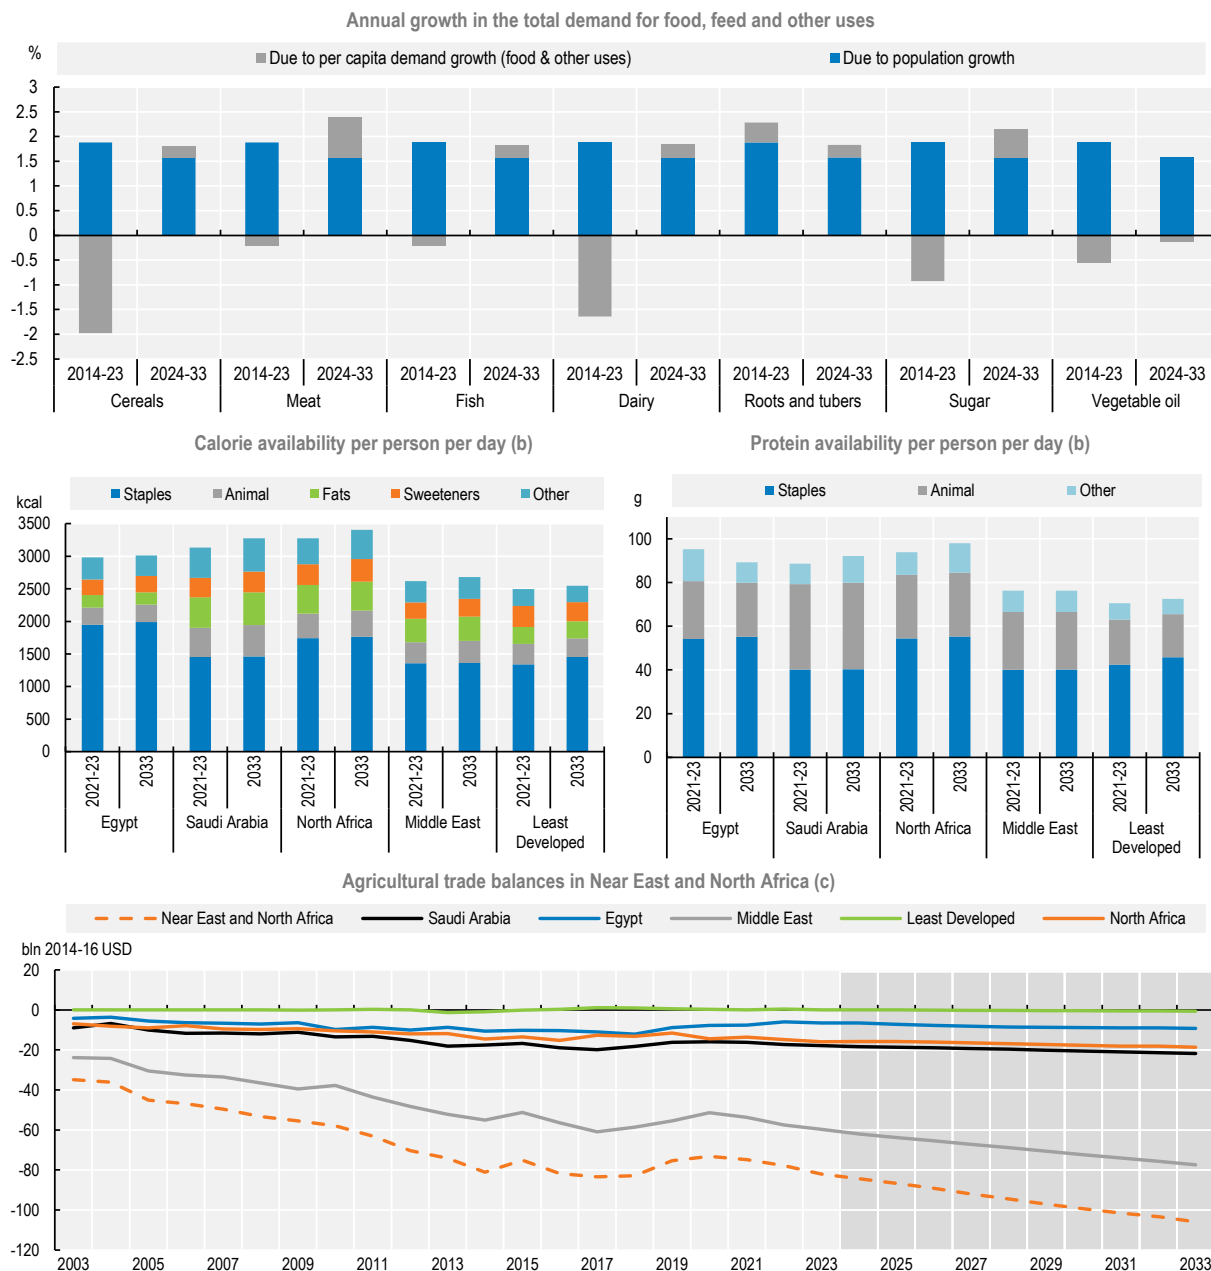 Annual growth in the total demand for food, feed and other uses
%
Due to per capita demand growth (food & other uses)
Due to population growth
3
2.5
2
1.5
1
0.5
0
-0.5
-1
-1.5
-2
-2.5
2014-23 2024-33 2014-23 2024-33 2014-23 2024-33 2014-23 2024-33 2014-23 2024-33 2014-23 2024-33 2014-23 2024-33
Cereals Meat Fish Dairy Roots and tubers Sugar Vegetable oil
Calorie availability per person per day (b)
kcal
Staples Animal Fats Sweeteners Other
3500
3000
2500
2000
1500
1000
500
0
2021-23 2033 2021-23 2033 2021-23 2033 2021-23 2033 2021-23 2033
Egypt Saudi Arabia North Africa Middle East Least
Developed
Protein availability per person per day (b)
g
Staples Animal Other
100
80
60
40
20
0
2021-23 2033 2021-23 2033 2021-23 2033 2021-23 2033 2021-23 2033
Egypt Saudi Arabia North Africa Middle East Least
Developed
Agricultural trade balances in Near East and North Africa (c)
Near East and North Africa Saudi Arabia Egypt Middle East Least Developed North Africa
bln 2014-16 USD
20
0
-20
-40
-60
-80
-100
-120
2003 2005 2007 2009 2011 2013 2015 2017 2019 2021 2023 2025 2027 2029 2031 2033